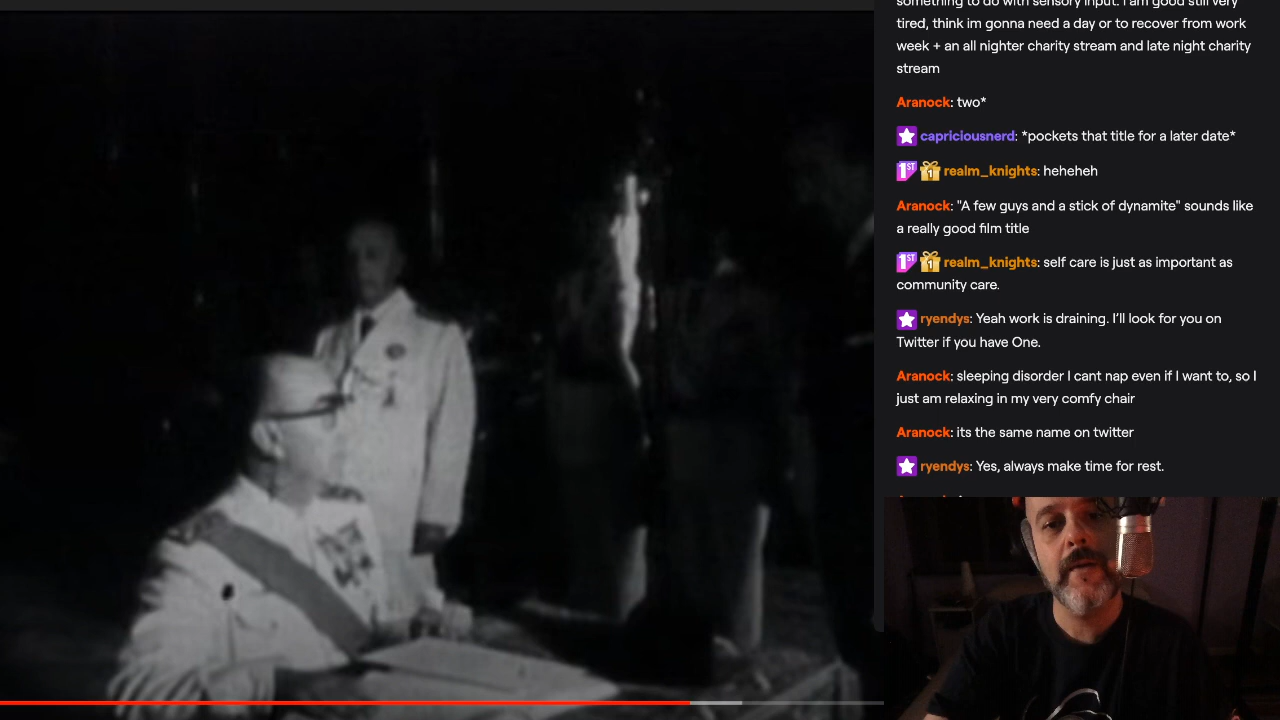 something to do with sensory input. I am good still very
tired, think im gonna need a day or to recover from work
week + an all nighter charity stream and late night charity
stream
Aranock: two*
capriciousnerd: *pockets that title for a later date*
1ST 1 realm_knights: heheheh
Aranock: "A few guys and a stick of dynamite" sounds like
a really good film title
1ST 1 realm_knights: self care is just as important as
community care.
ryendys: Yeah work is draining. I'll look for you on
Twitter if you have One.
Aranock: sleeping disorder I cant nap even if I want to, so I
just am relaxing in my very comfy chair
Aranock: its the same name on twitter
ryendys: Yes, always make time for rest.